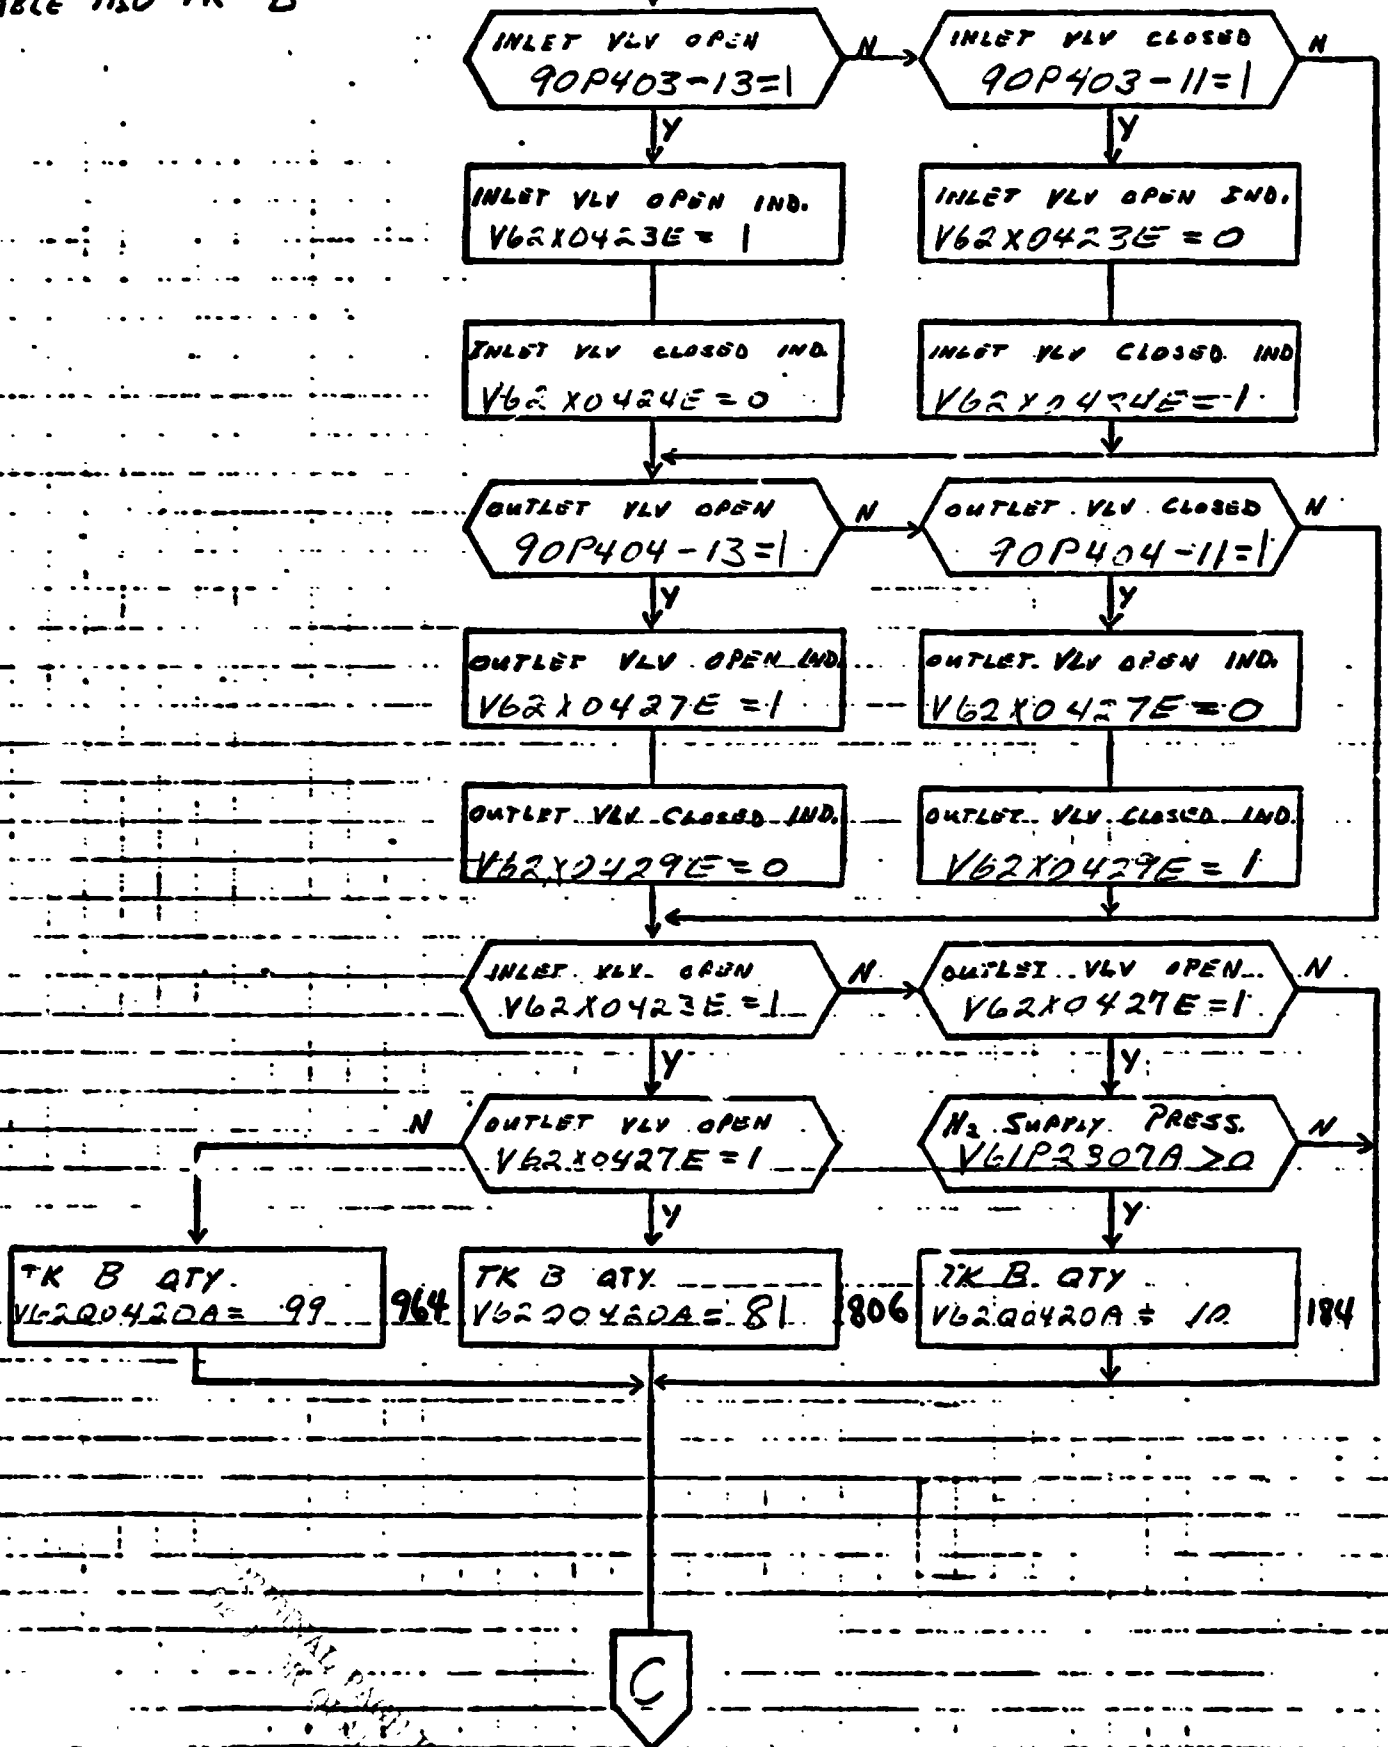 TK B
INLET VLV OPEN
90P403-13=1
N
INLET VLV CLOSED
90P403-11=1
N
Y
Y
INLET VLV OPEN IND.
V62X0423E = 1
INLET VLV OPEN IND.
V62X0423E = 0
INLET VLV CLOSED IND.
V62X0424E = 0
INLET VLV CLOSED IND
V62X0424E = 1
OUTLET VLV OPEN
90P404-13=1
N
OUTLET VLV CLOSED
90P404-11=1
N
Y
Y
OUTLET VLV OPEN IND.
V62X0427E = 1
OUTLET VLV OPEN IND.
V62X0427E = 0
OUTLET VLV CLOSED IND.
V62X0429E = 0
OUTLET VLV CLOSED IND.
V62X0429E = 1
INLET VLV OPEN
V62X0423E = 1
N
OUTLET VLV OPEN
V62X0427E = 1
N
Y
Y
N
OUTLET VLV OPEN
V62X0427E = 1
H2 SUPPLY PRESS.
V61P2307A >0
N
Y
Y
TK B QTY
V62Q0420A = 99
964
TK B QTY
V62Q0420A = 81
806
TK B QTY
V62Q0420A = 10
184
C